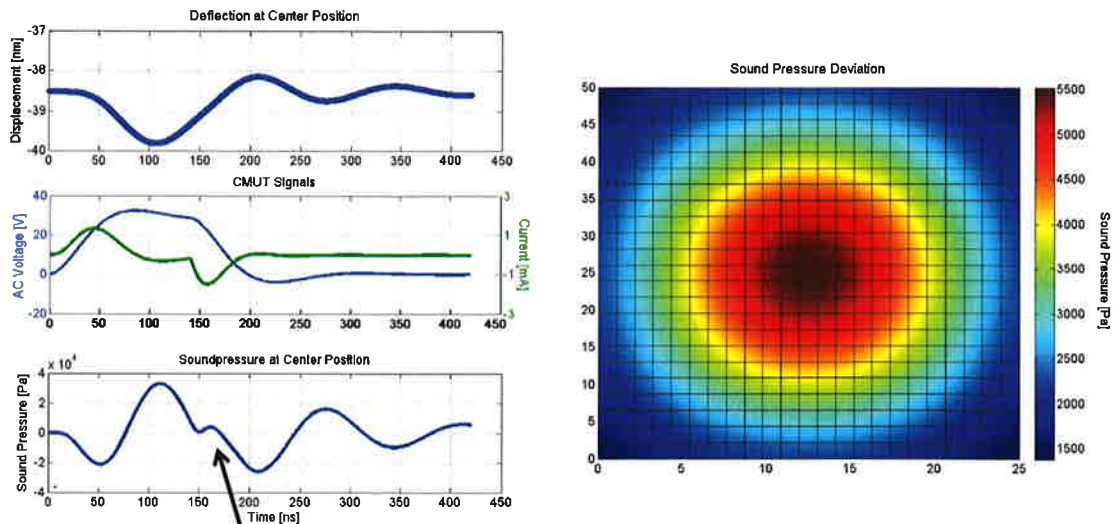 Deflection at Center Position
Displacement [nm]
-37
-38
-39
-40
0 50 100 150 200 250 300 350 400 450
CMUT Signals
AC Voltage [V]
40
20
0
-20
3
1
-1
-3
Current [mA]
0 50 100 150 200 250 300 350 400 450
Soundpressure at Center Position
x 10⁴
Sound Pressure [Pa]
4
2
0
-2
-4
0 50 100 150 200 250 300 350 400 450
Time [ns]
Sound Pressure Deviation
50
45
40
35
30
25
20
15
10
5
0
0 5 10 15 20 25
5500
5000
4500
4000
3500
3000
2500
2000
1500
Sound Pressure [Pa]